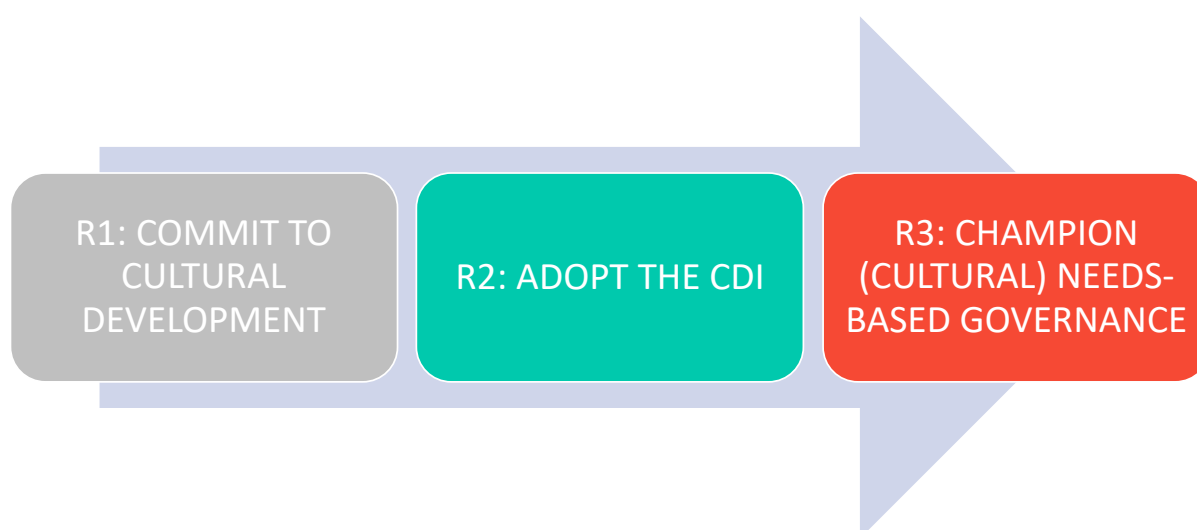 R1: COMMIT TO
CULTURAL
DEVELOPMENT
R2: ADOPT THE CDI
R3: CHAMPION
(CULTURAL) NEEDS-
BASED GOVERNANCE